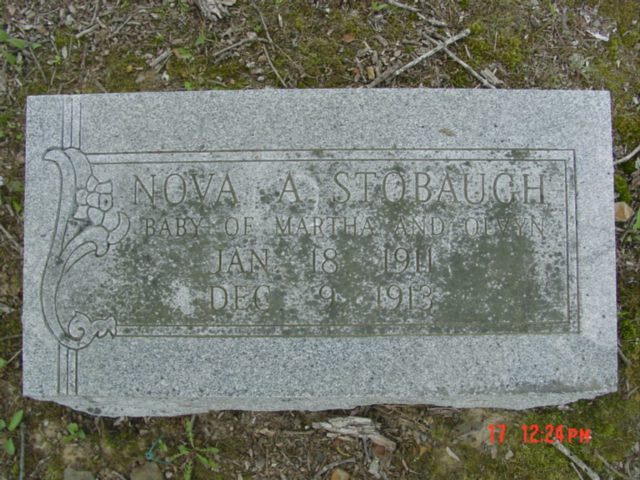 NOVA A STOBAUGH
BABY OF MARTHA AND OLVYN
JAN. 18 1911
DEC. 9 1913
17 12:24PM